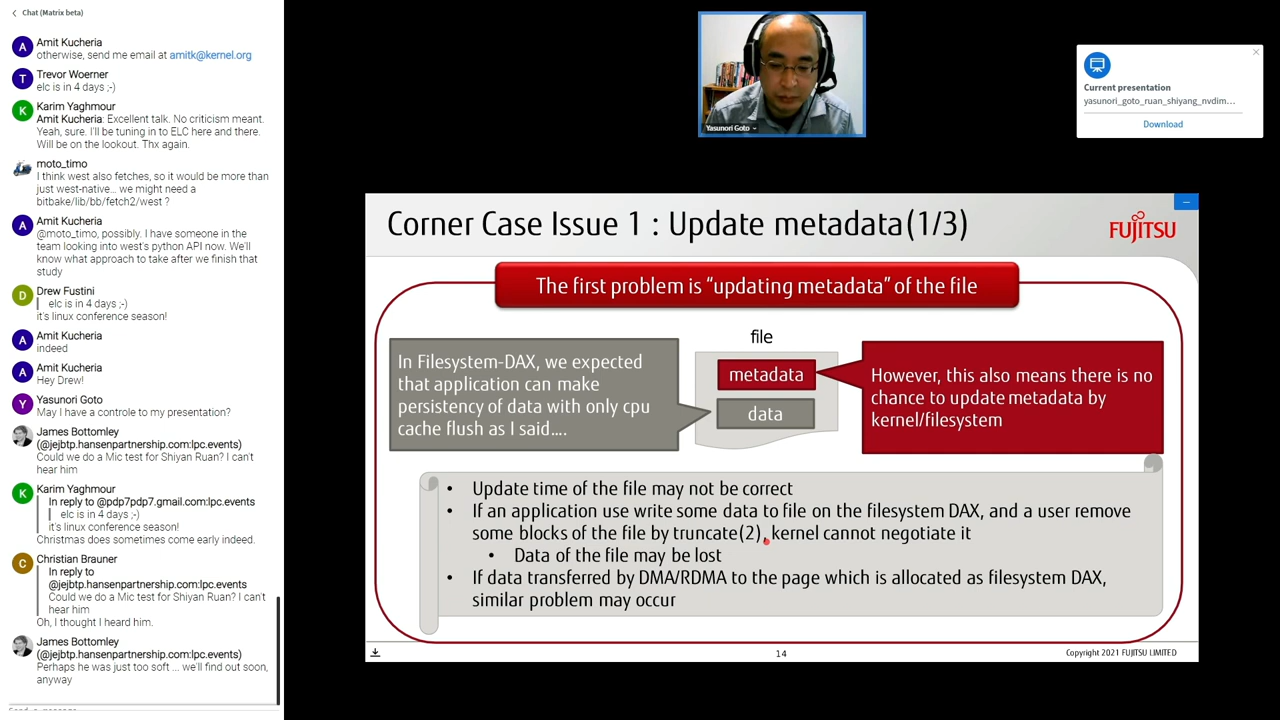 Chat (Matrix beta)
A
Amit Kucheria
otherwise, send me email at amitk@kernel.org
T
Trevor Woerner
elc is in 4 days ;-)
K
Karim Yaghmour
Amit Kucheria: Excellent talk. No criticism meant.
Yeah, sure. I'll be tuning in to ELC here and there.
Will be on the lookout. Thx again.
moto_timo
I think west also fetches, so it would be more than
just west-native... we might need a
bitbake/lib/bb/fetch2/west ?
A
Amit Kucheria
@moto_timo, possibly. I have someone in the
team looking into west's python API now. We'll
know what approach to take after we finish that
study
D
Drew Fustini
elc is in 4 days ;-)
it's linux conference season!
A
Amit Kucheria
indeed
A
Amit Kucheria
Hey Drew!
Y
Yasunori Goto
May I have a controle to my presentation?
James Bottomley
(@jejbtp.hansenpartnership.com:lpc.events)
Could we do a Mic test for Shiyan Ruan? I can't
hear him
K
Karim Yaghmour
In reply to @pdp7pdp7.gmail.com:lpc.events
elc is in 4 days ;-)
it's linux conference season!
Christmas does sometimes come early indeed.
C
Christian Brauner
In reply to
@jejbtp.hansenpartnership.com:lpc.events
Could we do a Mic test for Shiyan Ruan? I can't
hear him
Oh, I thought I heard him.
James Bottomley
(@jejbtp.hansenpartnership.com:lpc.events)
Perhaps he was just too soft ... we'll find out soon,
anyway
Yasunori Goto
Current presentation
yasunori_goto_ruan_shiyang_nvdim...
Download
Corner Case Issue 1 : Update metadata(1/3)
FUJITSU
The first problem is “updating metadata” of the file
In Filesystem-DAX, we expected
that application can make
persistency of data with only cpu
cache flush as I said....
file
metadata
data
However, this also means there is no
chance to update metadata by
kernel/filesystem
• Update time of the file may not be correct
• If an application use write some data to file on the filesystem DAX, and a user remove
some blocks of the file by truncate(2), kernel cannot negotiate it
• Data of the file may be lost
• If data transferred by DMA/RDMA to the page which is allocated as filesystem DAX,
similar problem may occur
14
Copyright 2021 FUJITSU LIMITED